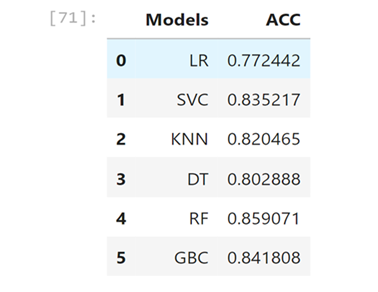 [71]:
Models ACC
0 LR 0.772442
1 SVC 0.835217
2 KNN 0.820465
3 DT 0.802888
4 RF 0.859071
5 GBC 0.841808